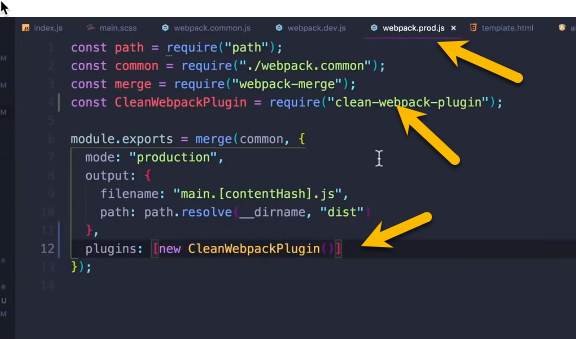 index.js main.scss webpack.common.js webpack.dev.js webpack.prod.js × template.html
1 const path = require("path");
2 const common = require("./webpack.common");
3 const merge = require("webpack-merge");
4 const CleanWebpackPlugin = require("clean-webpack-plugin");
5
6 module.exports = merge(common, {
7 mode: "production",
8 output: {
9 filename: "main.[contentHash].js",
10 path: path.resolve(__dirname, "dist")
11 },
12 plugins: [new CleanWebpackPlugin()]
13 });
14
M
M
M
U
M